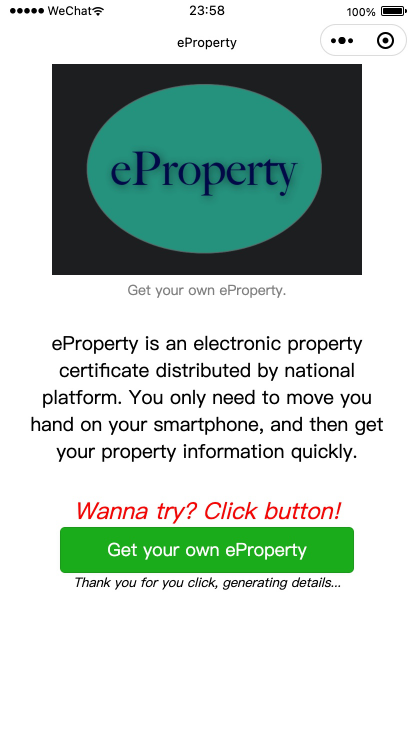 WeChat 23:58 100%
eProperty
eProperty
Get your own eProperty.
eProperty is an electronic property
certificate distributed by national
platform. You only need to move you
hand on your smartphone, and then get
your property information quickly.
Wanna try? Click button!
Get your own eProperty
Thank you for you click, generating details...